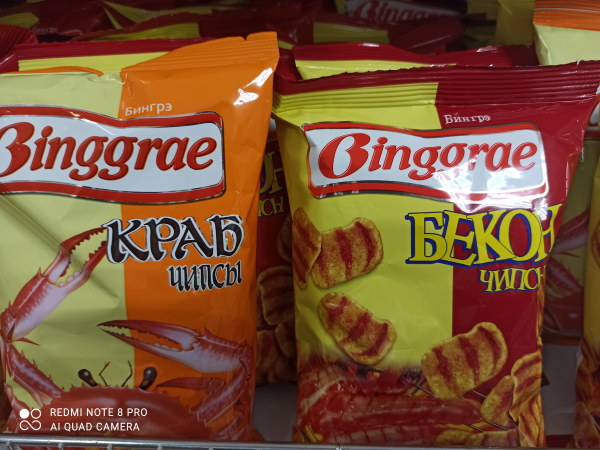 Бингрэ
Binggrae
КРАБ
ЧИПСЫ
Бингрэ
Binggrae
БЕКОН
ЧИПСЫ
REDMI NOTE 8 PRO
AI QUAD CAMERA